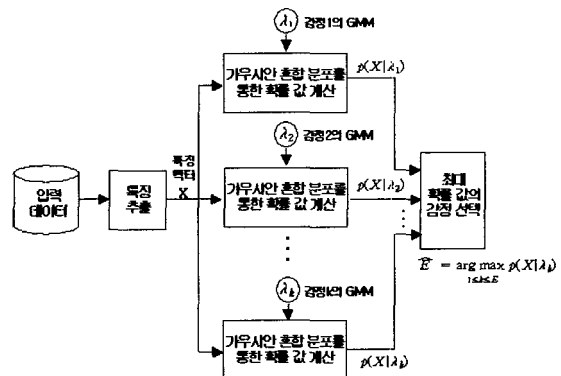 λ₁ 감정1의 GMM
가우시안 혼합 분포를
통한 확률 값 계산
p(X|λ₁)
λ₂ 감정2의 GMM
특징
벡터
X
입력
데이터
특징
추출
가우시안 혼합 분포를
통한 확률 값 계산
p(X|λ₂)
최대
확률 값의
감정 선택
Ê = arg max p(X|λₖ)
1≤k≤E
λₖ 감정k의 GMM
가우시안 혼합 분포를
통한 확률 값 계산
p(X|λₖ)